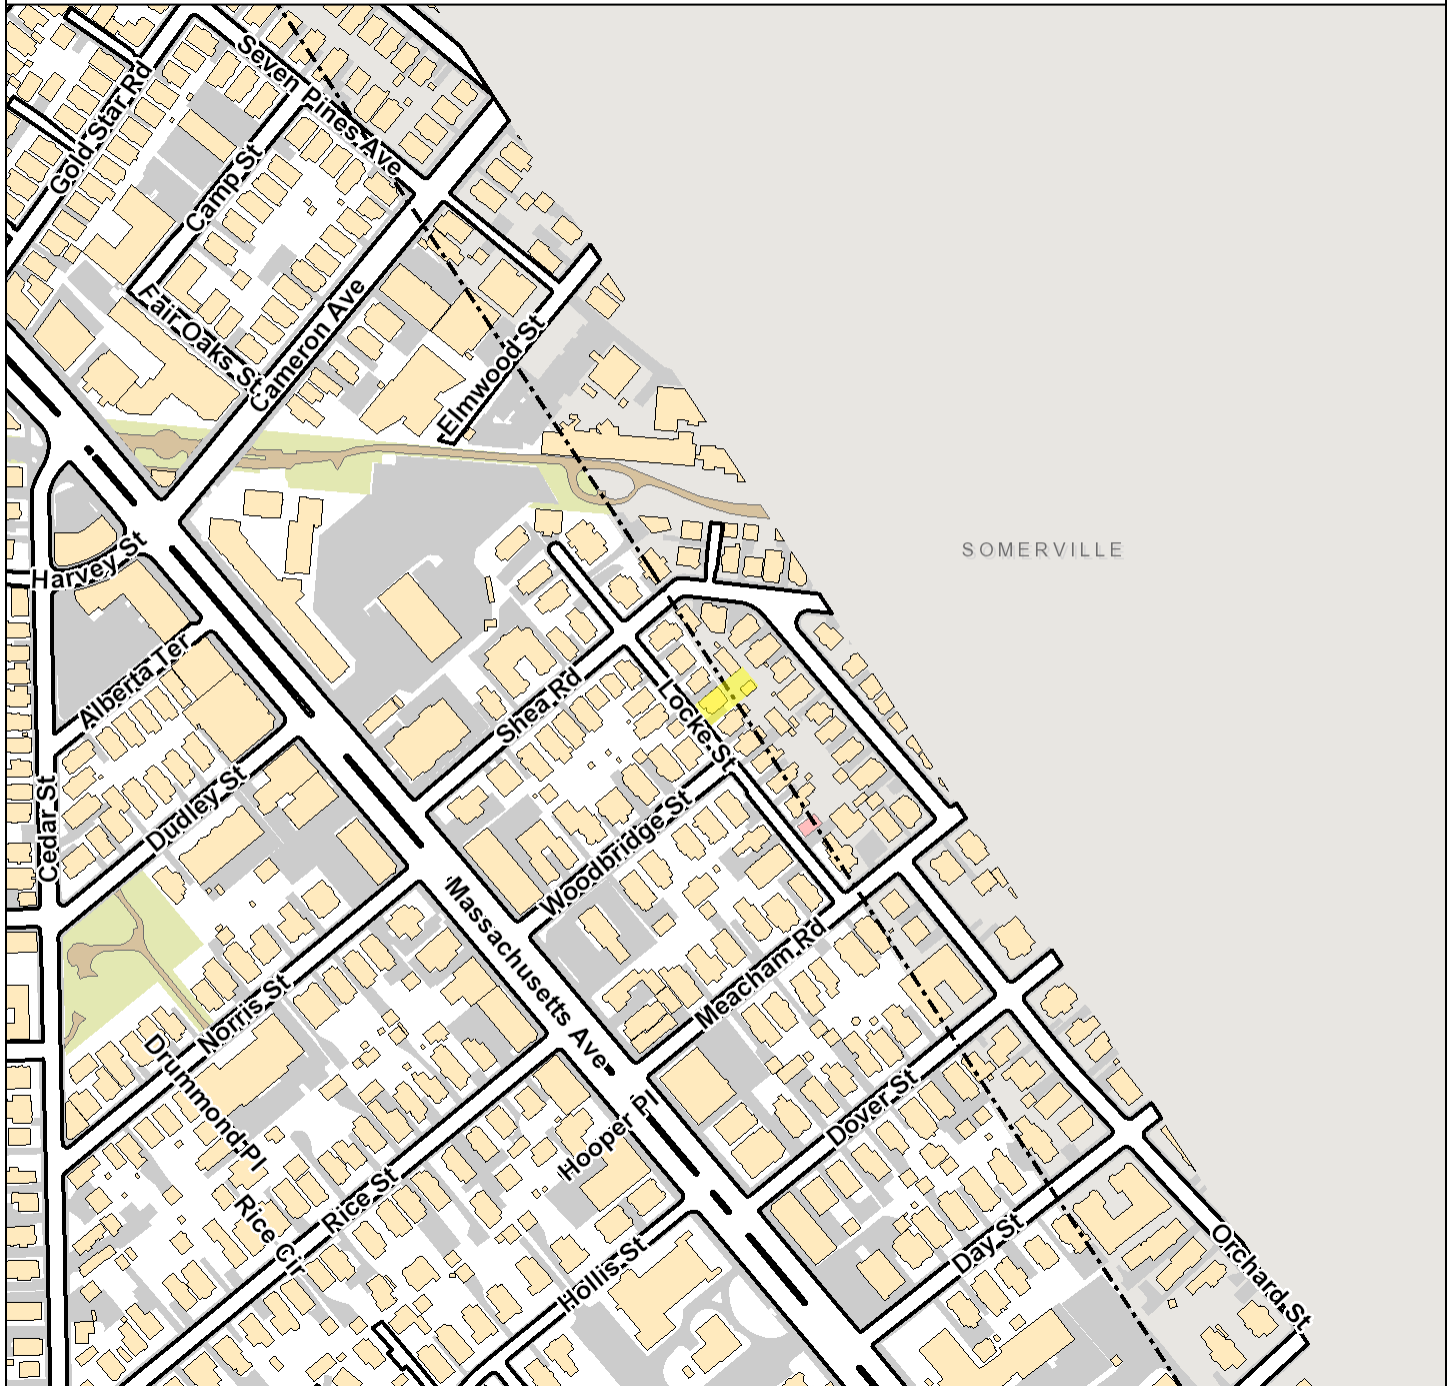 Seven Pines Ave
Gold Star Rd
Camp St
Fair Oaks St
Cameron Ave
Elmwood St
SOMERVILLE
Harvey St
Alberta Ter
Shea Rd
Locke St
Cedar St
Dudley St
Woodbridge St
Massachusetts Ave
Meacham Rd
Norris St
Drummond Pl
Dover St
Hooper Pl
Rice St
Rice Cir
Hollis St
Day St
Orchard St